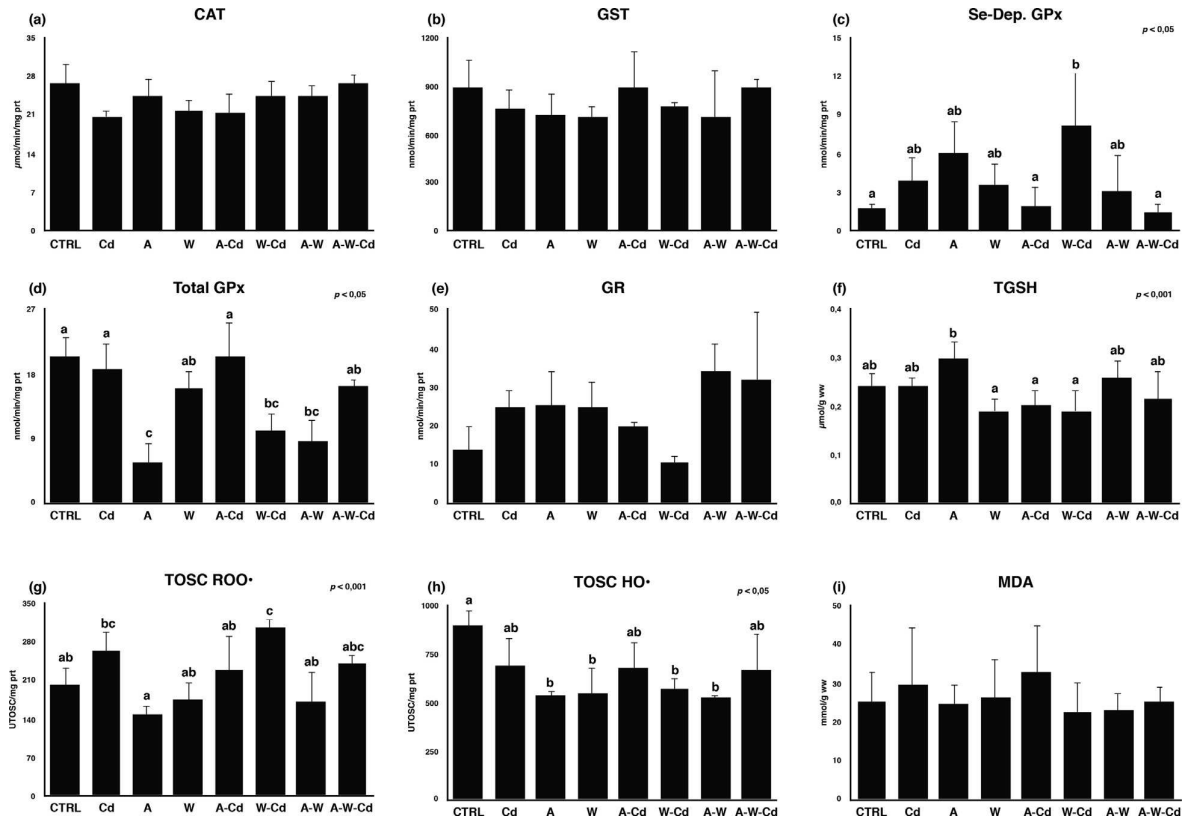 (a)
CAT
35
28
21
14
7
0
µmol/min/mg prt
CTRL Cd A W A-Cd W-Cd A-W A-W-Cd
(b)
GST
1200
900
600
300
0
nmol/min/mg prt
CTRL Cd A W A-Cd W-Cd A-W A-W-Cd
(c)
Se-Dep. GPx
p < 0,05
15
12
9
6
3
0
nmol/min/mg prt
a ab ab ab a b ab a
CTRL Cd A W A-Cd W-Cd A-W A-W-Cd
(d)
Total GPx
p < 0,05
27
18
9
0
nmol/min/mg prt
a a c ab a bc bc ab
CTRL Cd A W A-Cd W-Cd A-W A-W-Cd
(e)
GR
50
40
30
20
10
0
nmol/min/mg prt
CTRL Cd A W A-Cd W-Cd A-W A-W-Cd
(f)
TGSH
p < 0,001
0,4
0,3
0,2
0,1
0
µmol/g ww
ab ab b a a a ab ab
CTRL Cd A W A-Cd W-Cd A-W A-W-Cd
(g)
TOSC ROO•
p < 0,001
350
280
210
140
70
0
UTOSC/mg prt
ab bc a ab ab c ab abc
CTRL Cd A W A-Cd W-Cd A-W A-W-Cd
(h)
TOSC HO•
p < 0,05
1000
750
500
250
0
UTOSC/mg prt
a ab b b ab b b ab
CTRL Cd A W A-Cd W-Cd A-W A-W-Cd
(i)
MDA
50
40
30
20
10
0
mmol/g ww
CTRL Cd A W A-Cd W-Cd A-W A-W-Cd